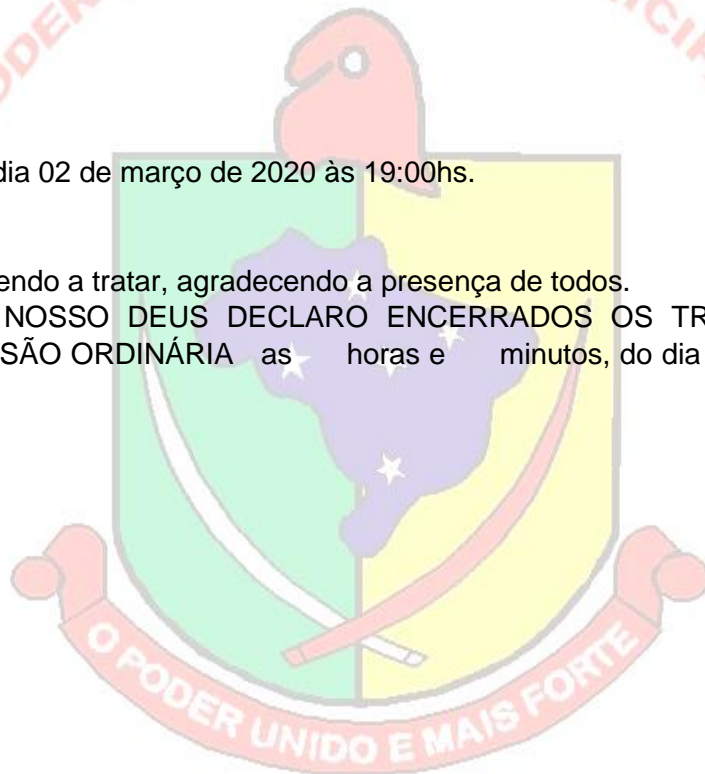 dia 02 de março de 2020 às 19:00hs.
endo a tratar, agradecendo a presença de todos.
NOSSO DEUS DECLARO ENCERRADOS OS TR
SÃO ORDINÁRIA as horas e minutos, do dia
O PODER UNIDO E MAIS FORTE